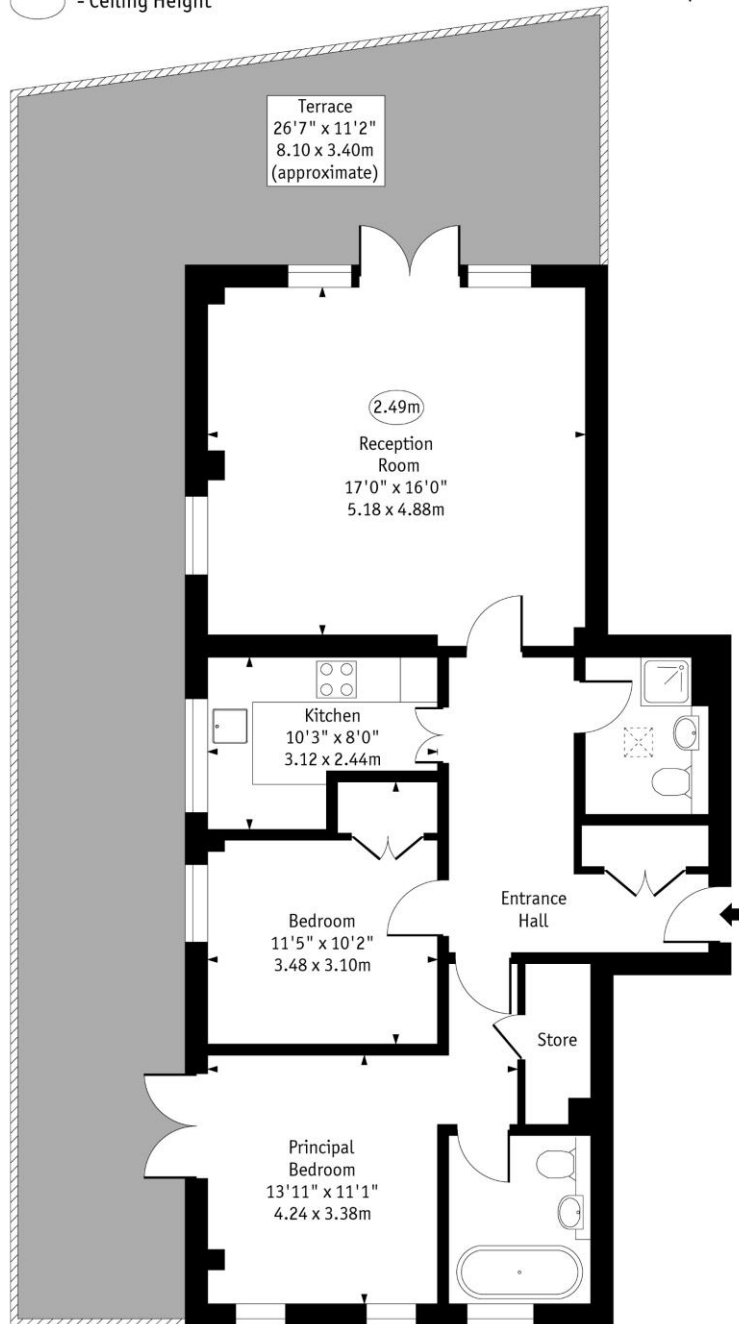 - Ceiling Height
Terrace
26'7" x 11'2"
8.10 x 3.40m
(approximate)
2.49m
Reception
Room
17'0" x 16'0"
5.18 x 4.88m
Kitchen
10'3" x 8'0"
3.12 x 2.44m
Bedroom
11'5" x 10'2"
3.48 x 3.10m
Entrance
Hall
Store
Principal
Bedroom
13'11" x 11'1"
4.24 x 3.38m